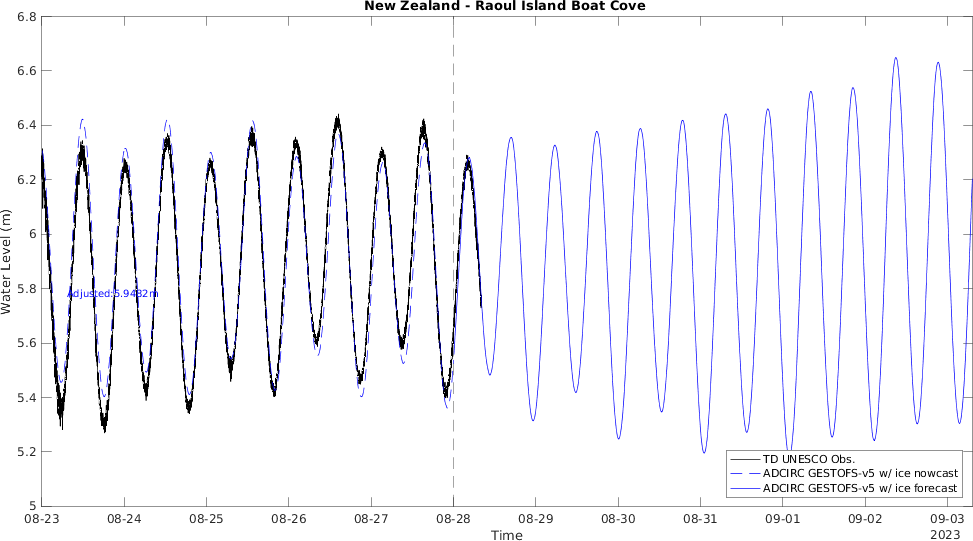 New Zealand - Raoul Island Boat Cove
6.8
6.6
6.4
6.2
6
5.8
5.6
5.4
5.2
5
Water Level (m)
Adjusted:5.9482m
TD UNESCO Obs.
ADCIRC GESTOFS-v5 w/ ice nowcast
ADCIRC GESTOFS-v5 w/ ice forecast
08-23 08-24 08-25 08-26 08-27 08-28 08-29 08-30 08-31 09-01 09-02 09-03
2023
Time